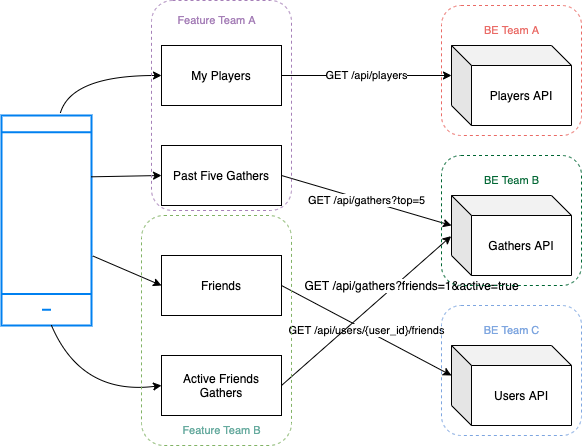 Feature Team A
BE Team A
My Players
GET /api/players
Players API
Past Five Gathers
BE Team B
GET /api/gathers?top=5
Gathers API
Friends
GET /api/gathers?friends=1&active=true
GET /api/users/{user_id}/friends
BE Team C
Active Friends
Gathers
Users API
Feature Team B